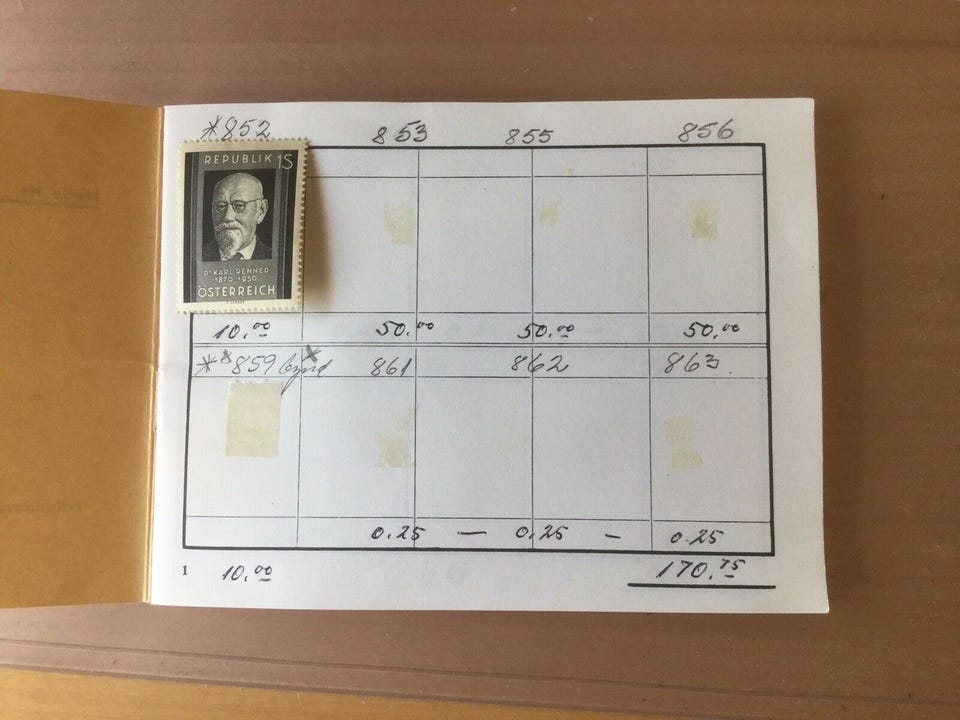 *852 853 855 856
REPUBLIK 1S
DR KARL RENNER
1870 1950
ÖSTERREICH
10.00 50.00 50.00 50.00
* 859 861 862 863
0.25 — 0.25 — 0.25
1 10.00 170.75